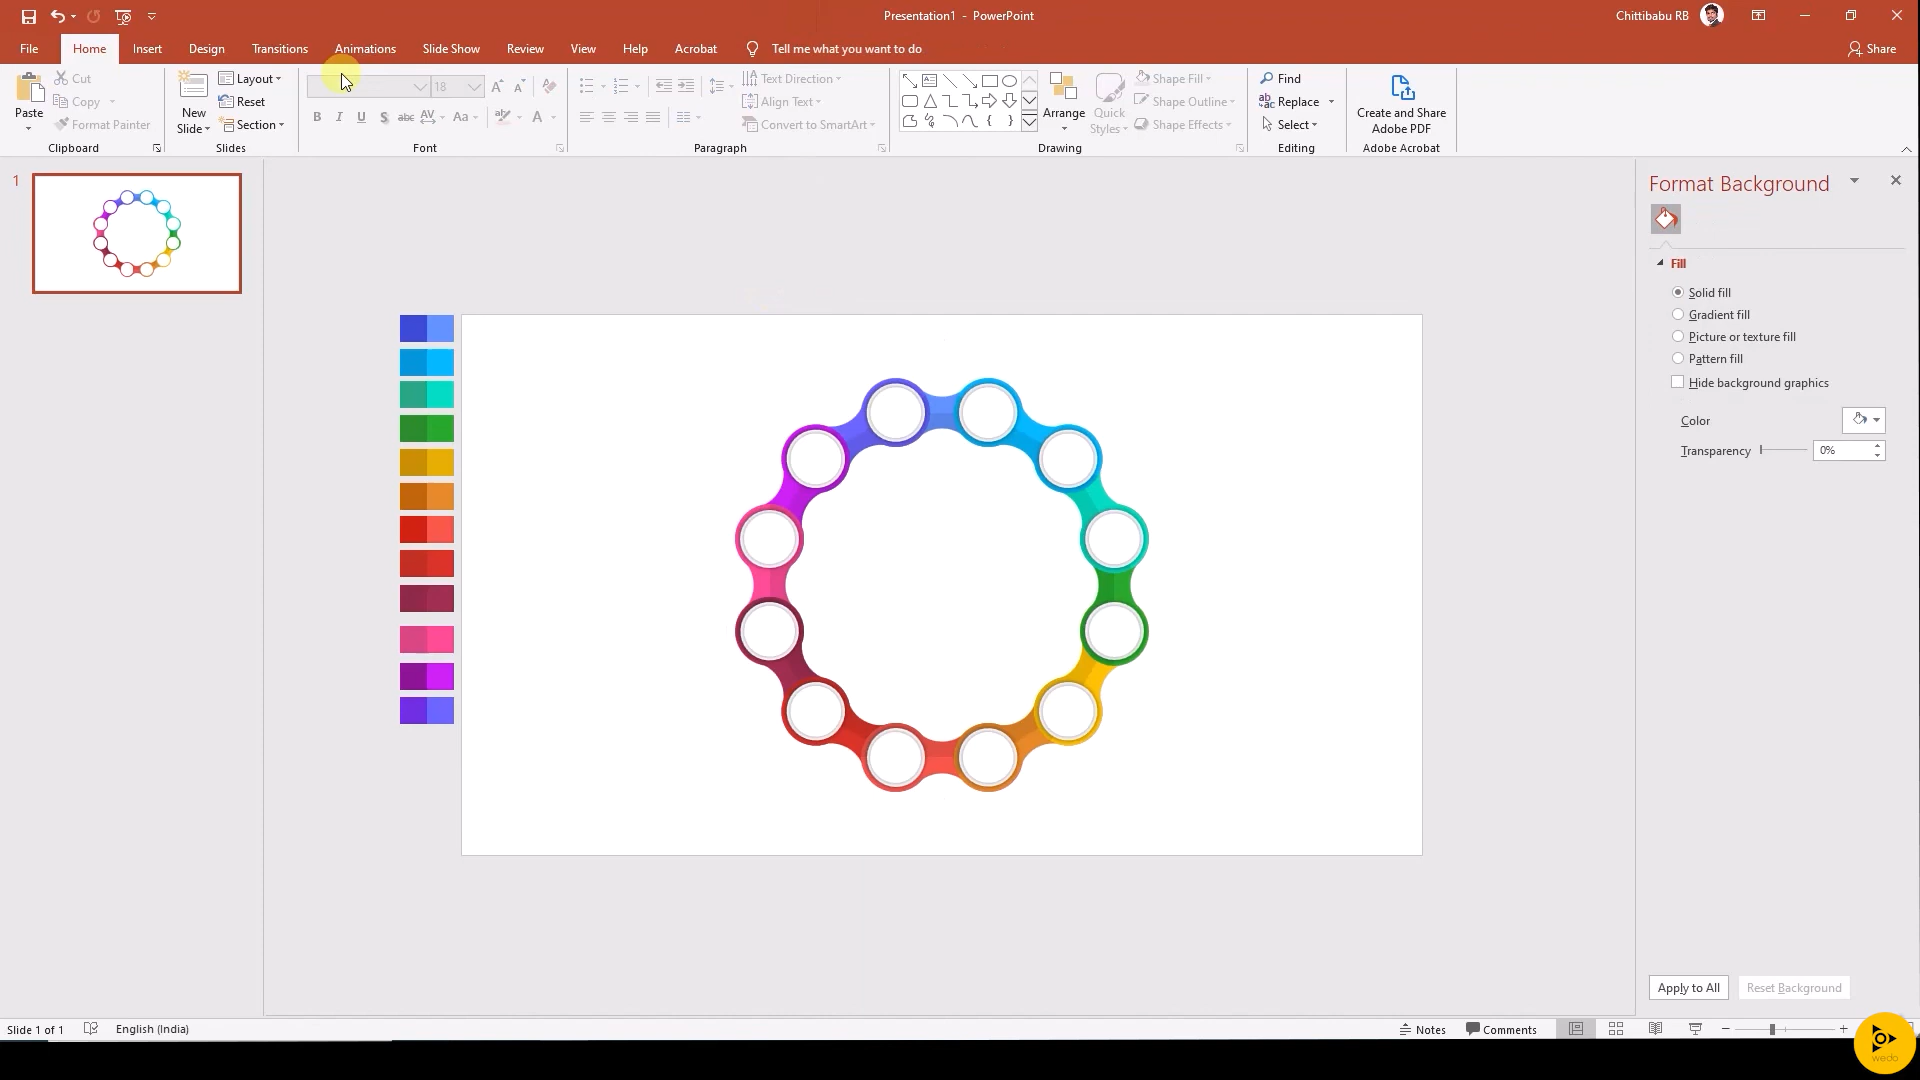 Presentation1 - PowerPoint
Chittibabu RB
File Home Insert Design Transitions Animations Slide Show Review View Help Acrobat Tell me what you want to do Share
Paste
Cut
Copy
Format Painter
Clipboard
New
Slide
Layout
Reset
Section
Slides
18
B I U S abc AV Aa A
Font
Text Direction
Align Text
Convert to SmartArt
Paragraph
Arrange
Quick
Styles
Shape Fill
Shape Outline
Shape Effects
Drawing
Find
Replace
Select
Editing
Create and Share
Adobe PDF
Adobe Acrobat
1
Format Background
Fill
Solid fill
Gradient fill
Picture or texture fill
Pattern fill
Hide background graphics
Color
Transparency 0%
Apply to All Reset Background
Slide 1 of 1 English (India) Notes Comments
wedo